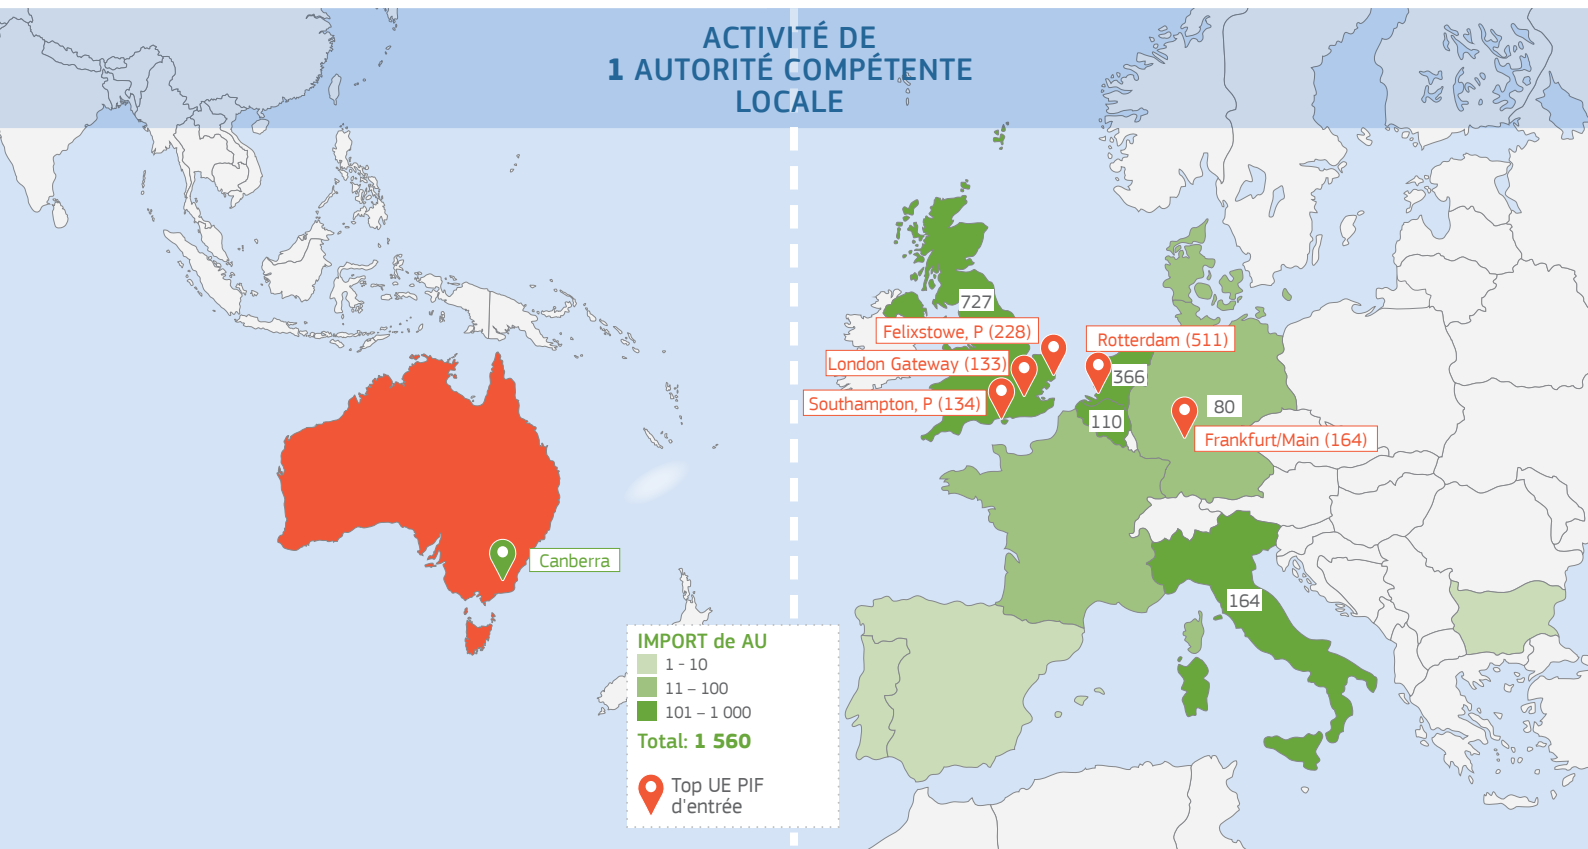 ACTIVITÉ DE
1 AUTORITÉ COMPÉTENTE
LOCALE
727
Felixstowe, P (228)
Rotterdam (511)
London Gateway (133)
366
Southampton, P (134)
80
110
Frankfurt/Main (164)
Canberra
164
IMPORT de AU
1 - 10
11 – 100
101 – 1 000
Total: 1 560
Top UE PIF
d'entrée